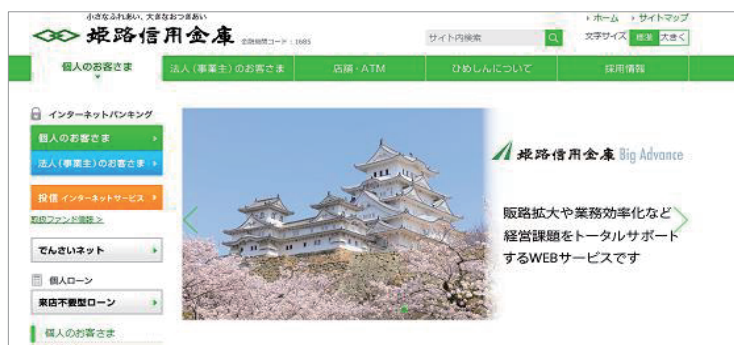 小さなふれあい、大きなおつきあい
姫路信用金庫 金融機関コード:1685
ホーム サイトマップ
サイト内検索
文字サイズ 標準 大きく
個人のお客さま 法人(事業主)のお客さま 店舗・ATM ひめしんについて 採用情報
インターネットバンキング
個人のお客さま
法人(事業主)のお客さま
投信 インターネットサービス
取扱ファンド情報 >
でんさいネット
個人ローン
来店不要型ローン
個人のお客さま
姫路信用金庫 Big Advance
販路拡大や業務効率化など
経営課題をトータルサポート
するWEBサービスです